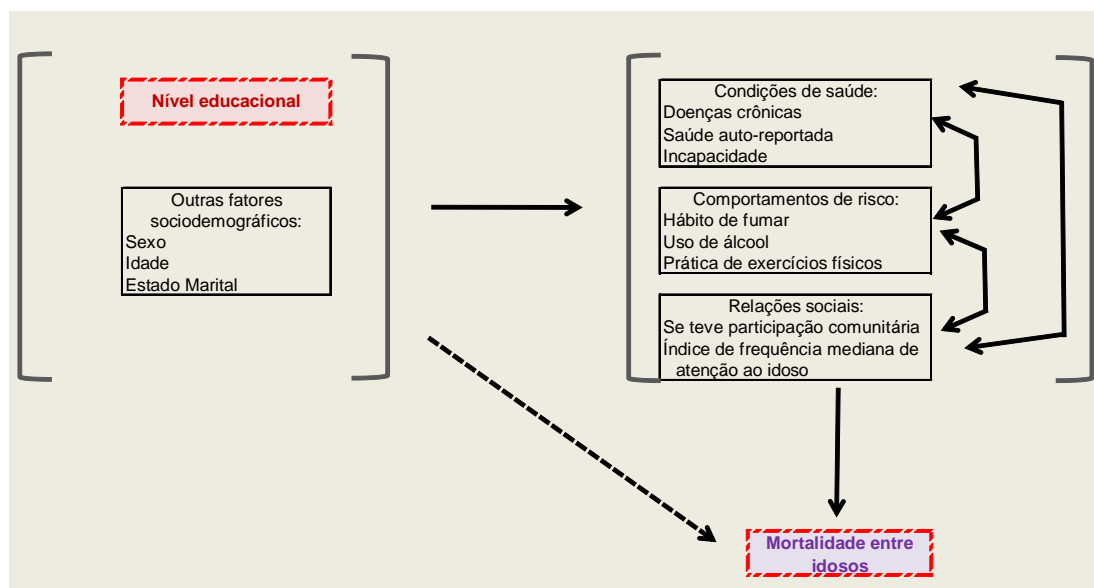 Nível educacional
Outras fatores
sociodemográficos:
Sexo
Idade
Estado Marital
Condições de saúde:
Doenças crônicas
Saúde auto-reportada
Incapacidade
Comportamentos de risco:
Hábito de fumar
Uso de álcool
Prática de exercícios físicos
Relações sociais:
Se teve participação comunitária
Índice de frequência mediana de
atenção ao idoso
Mortalidade entre
idosos